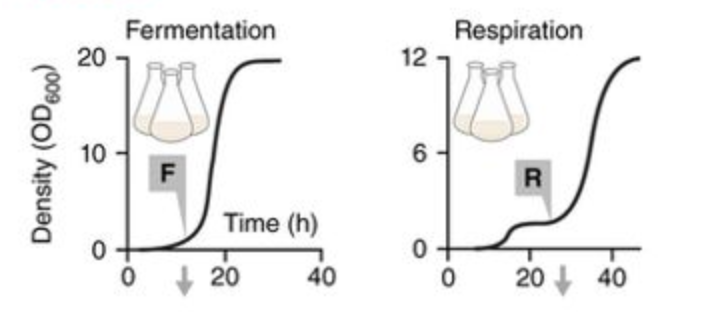 Fermentation
Respiration
Density (OD600)
20
10
0
F
Time (h)
0
20
40
12
6
0
R
0
20
40